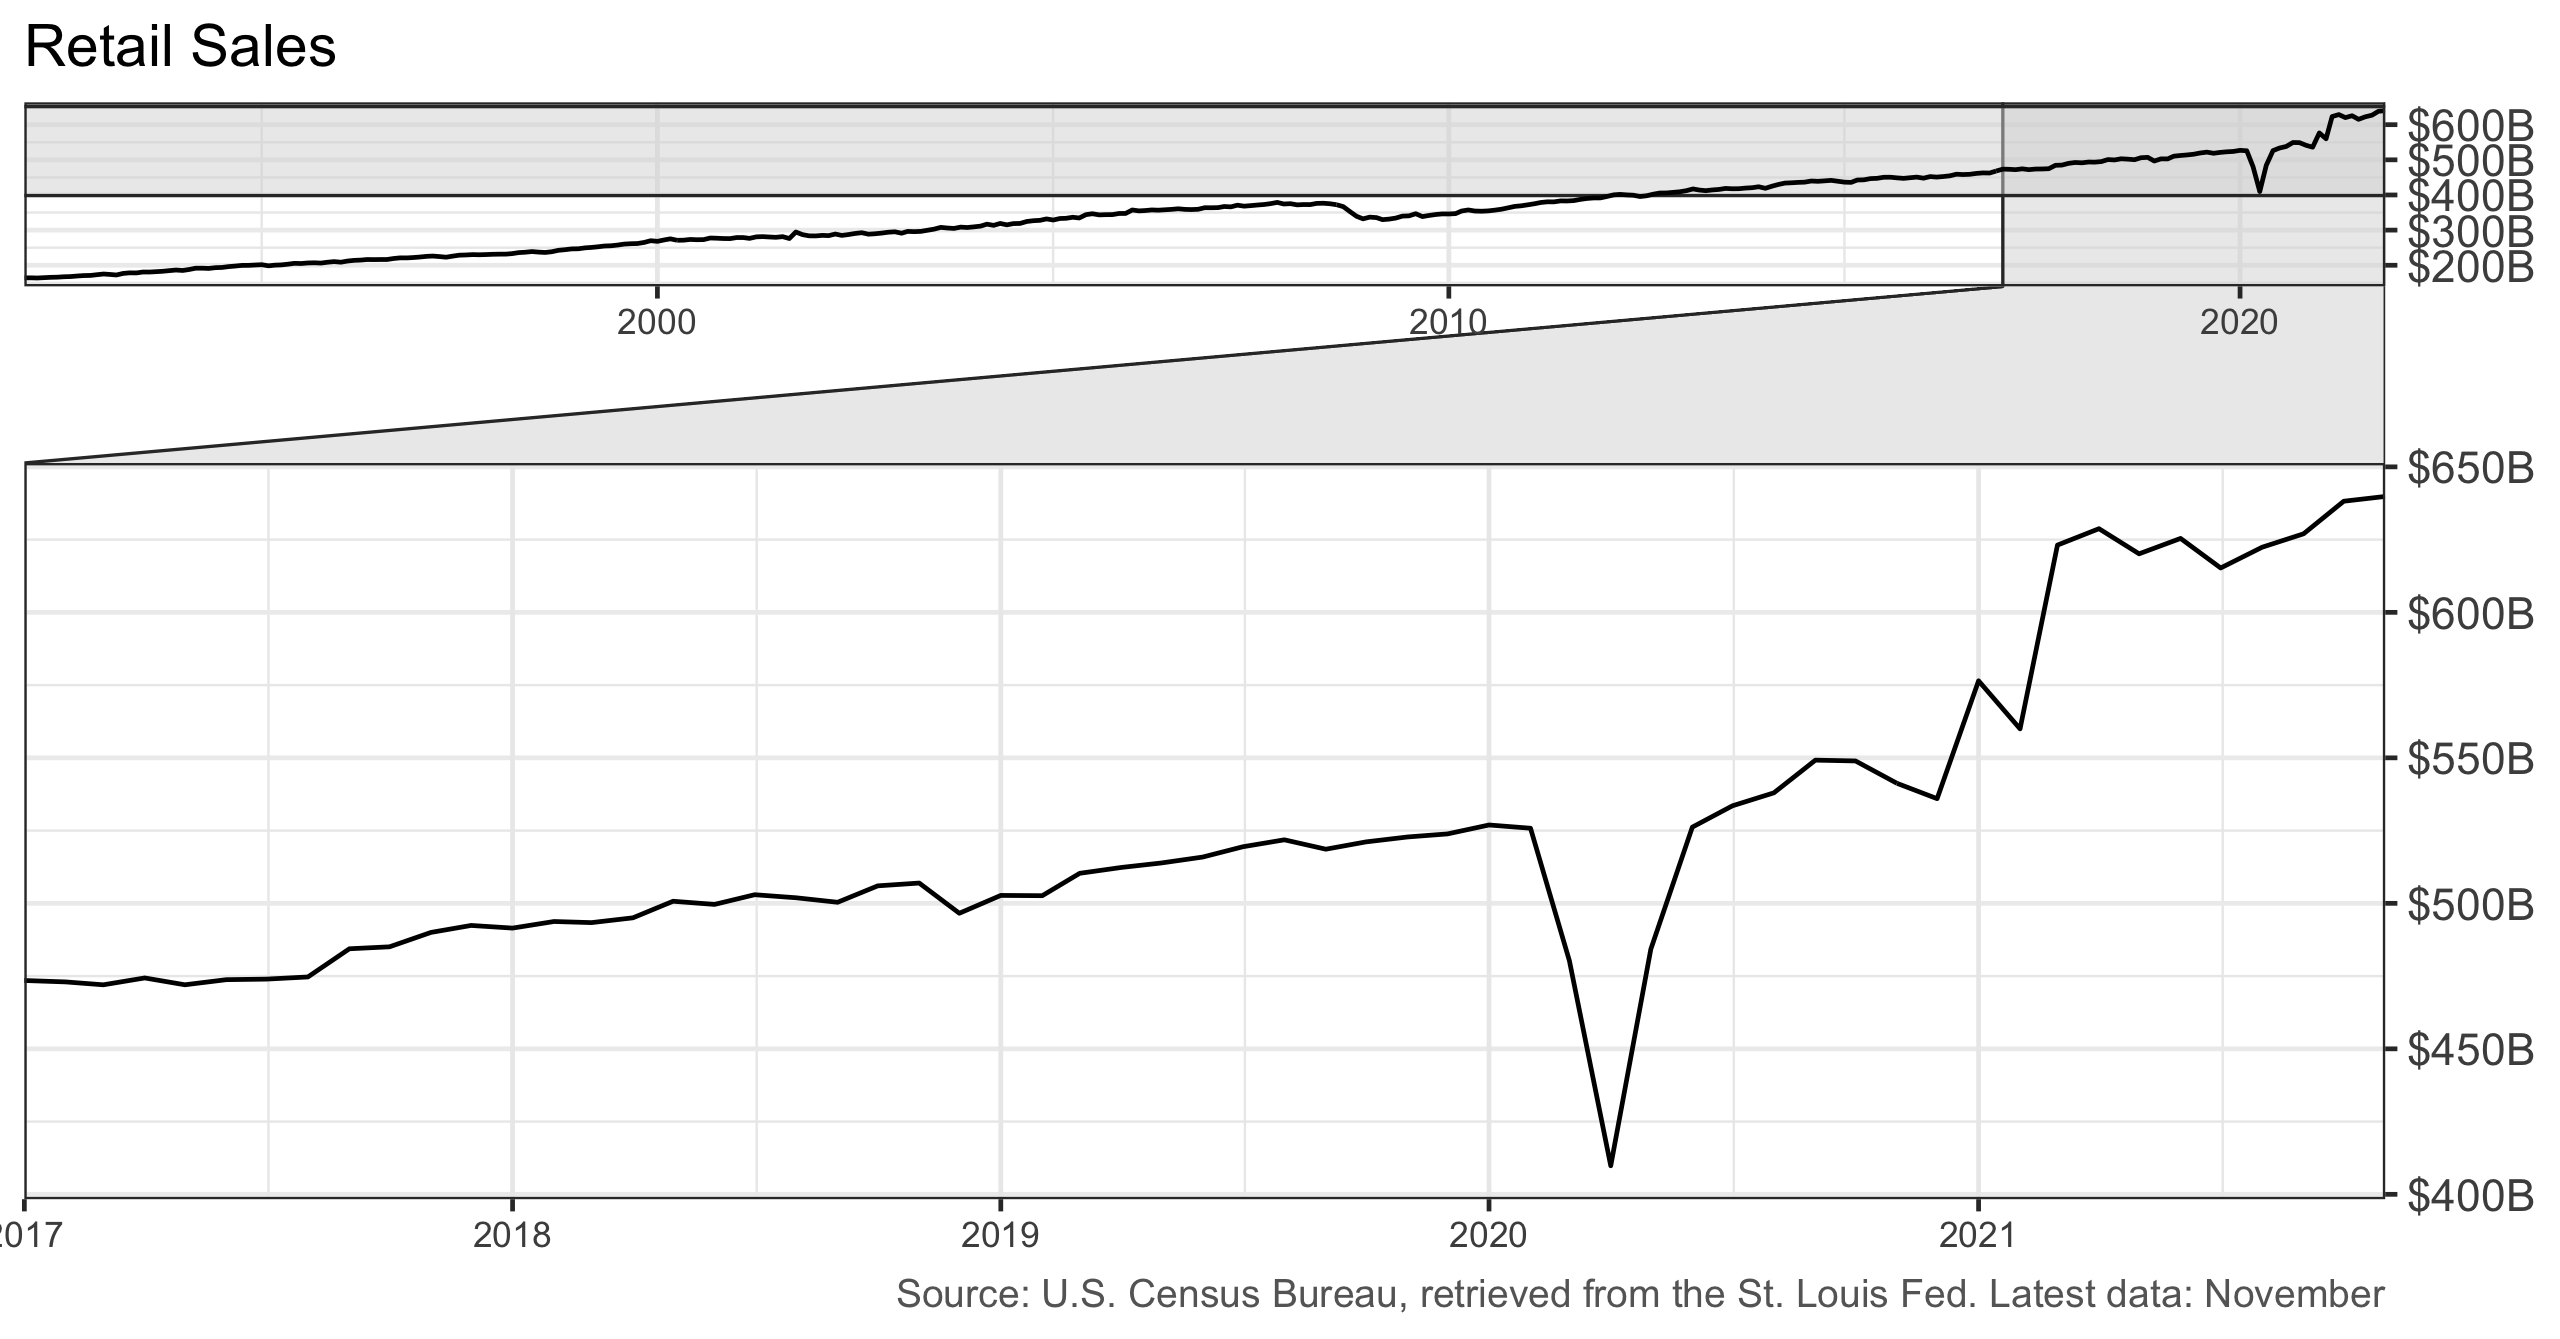 Retail Sales
$600B
$500B
$400B
$300B
$200B
2000 2010 2020
$650B
$600B
$550B
$500B
$450B
$400B
2017 2018 2019 2020 2021
Source: U.S. Census Bureau, retrieved from the St. Louis Fed. Latest data: November